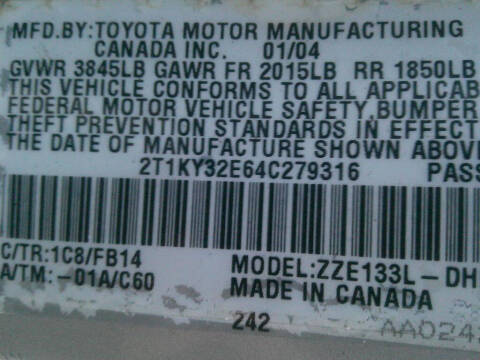 MFD.BY:TOYOTA MOTOR MANUFACTURING
CANADA INC. 01/04
GVWR 3845LB GAWR FR 2015LB RR 1850LB
THIS VEHICLE CONFORMS TO ALL APPLICAB
FEDERAL MOTOR VEHICLE SAFETY,BUMPER
THEFT PREVENTION STANDARDS IN EFFECT
THE DATE OF MANUFACTURE SHOWN ABOVE
2T1KY32E64C279316 PASS
C/TR:1C8/FB14
A/TM:-01A/C60
MODEL:ZZE133L-DH
MADE IN CANADA
242